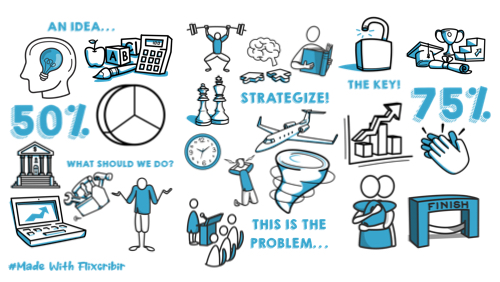 AN IDEA...
ABC
50%
WHAT SHOULD WE DO?
STRATEGIZE!
THE KEY!
75%
THIS IS THE
PROBLEM...
FINISH
#Made With Flixcribir